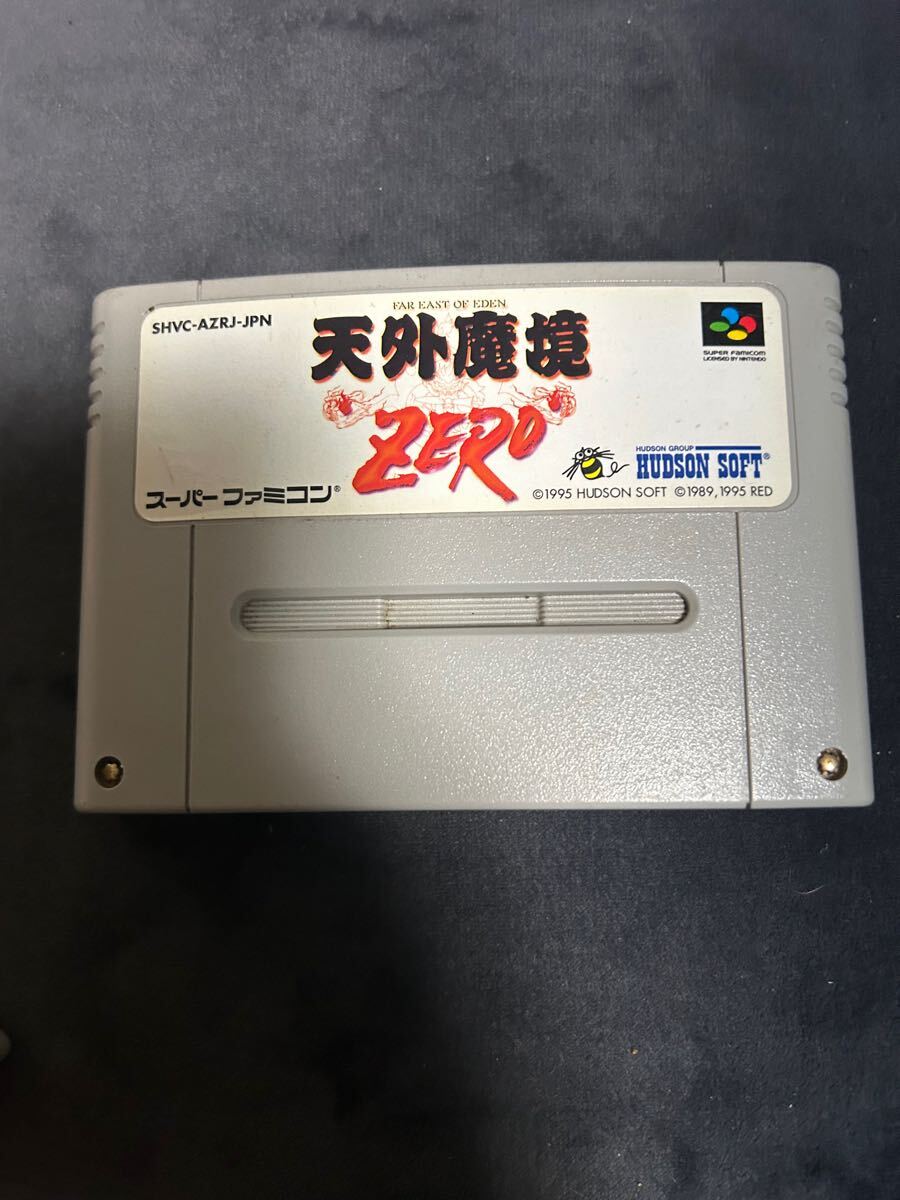 SHVC-AZRJ-JPN
FAR EAST OF EDEN
天外魔境
ZERO
SUPER FAMICOM
LICENSED BY NINTENDO
スーパーファミコン®
HUDSON GROUP
HUDSON SOFT®
©1995 HUDSON SOFT ©1989,1995 RED